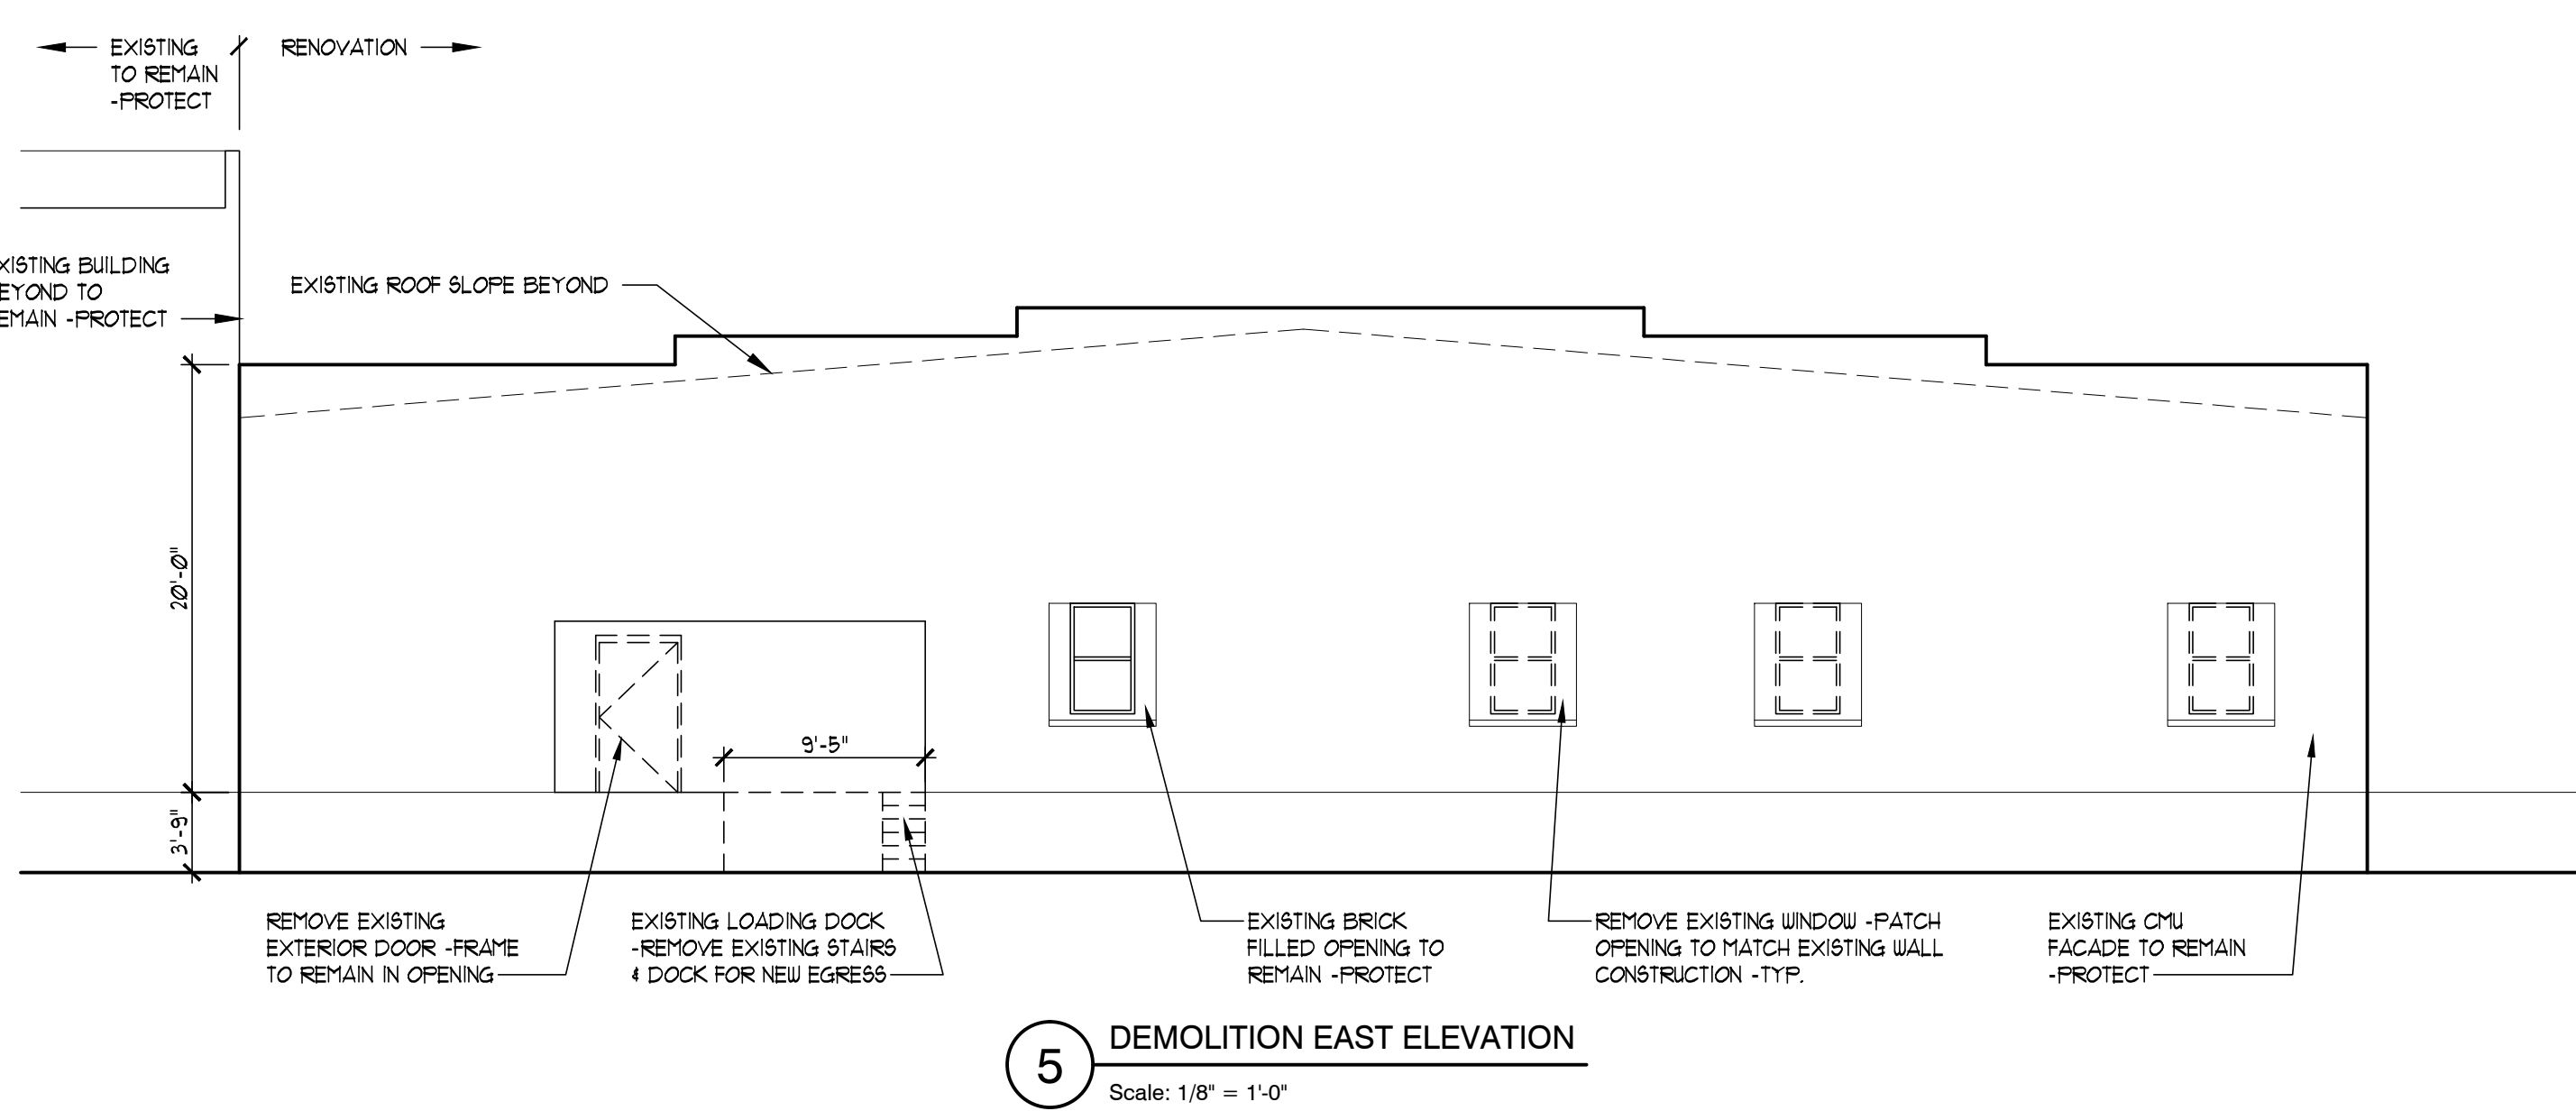 EXISTING
TO REMAIN
-PROTECT
RENOVATION
XISTING BUILDING
EYOND TO
EMAIN -PROTECT
EXISTING ROOF SLOPE BEYOND
20'-0"
3'-9"
9'-5"
REMOVE EXISTING
EXTERIOR DOOR -FRAME
TO REMAIN IN OPENING
EXISTING LOADING DOCK
-REMOVE EXISTING STAIRS
& DOCK FOR NEW EGRESS
EXISTING BRICK
FILLED OPENING TO
REMAIN -PROTECT
REMOVE EXISTING WINDOW -PATCH
OPENING TO MATCH EXISTING WALL
CONSTRUCTION -TYP.
EXISTING CMU
FACADE TO REMAIN
-PROTECT
5
DEMOLITION EAST ELEVATION
Scale: 1/8" = 1'-0"